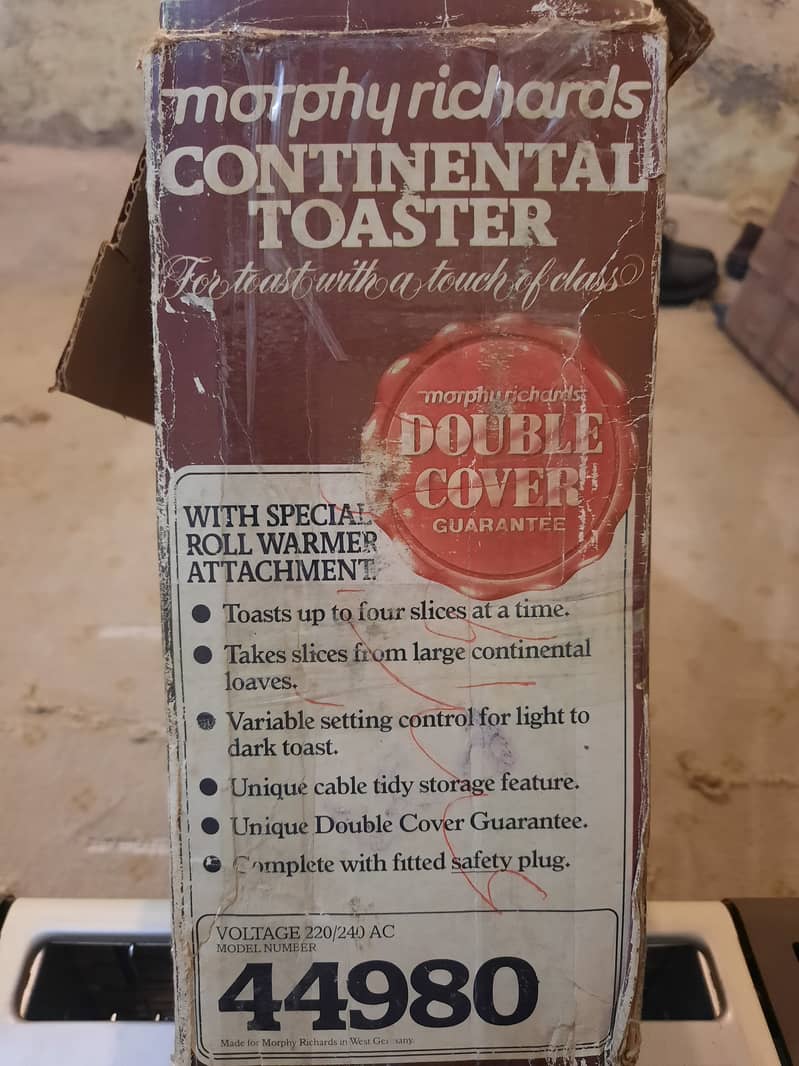 morphy richards
CONTINENTAL
TOASTER
For toast with a touch of class
morphy richards
DOUBLE
COVER
GUARANTEE
WITH SPECIAL
ROLL WARMER
ATTACHMENT.
● Toasts up to four slices at a time.
● Takes slices from large continental
loaves.
● Variable setting control for light to
dark toast.
● Unique cable tidy storage feature.
● Unique Double Cover Guarantee.
● Complete with fitted safety plug.
VOLTAGE 220/240 AC
MODEL NUMBER
44980
Made for Morphy Richards in West Germany.